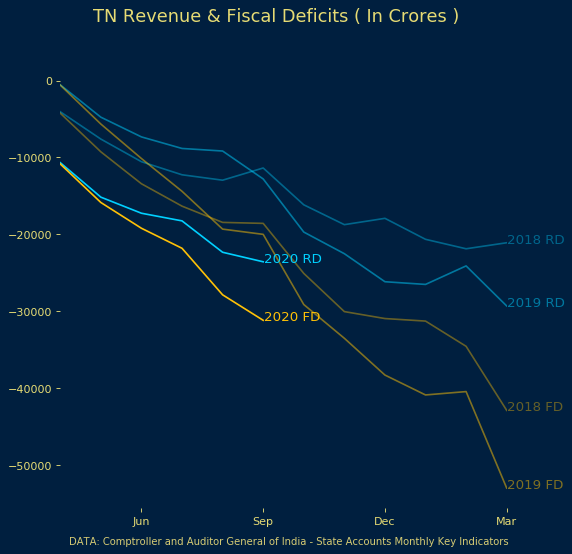 TN Revenue & Fiscal Deficits ( In Crores )
0
−10000
−20000
−30000
−40000
−50000
2018 RD
2020 RD
2019 RD
2020 FD
2018 FD
2019 FD
Jun Sep Dec Mar
DATA: Comptroller and Auditor General of India - State Accounts Monthly Key Indicators